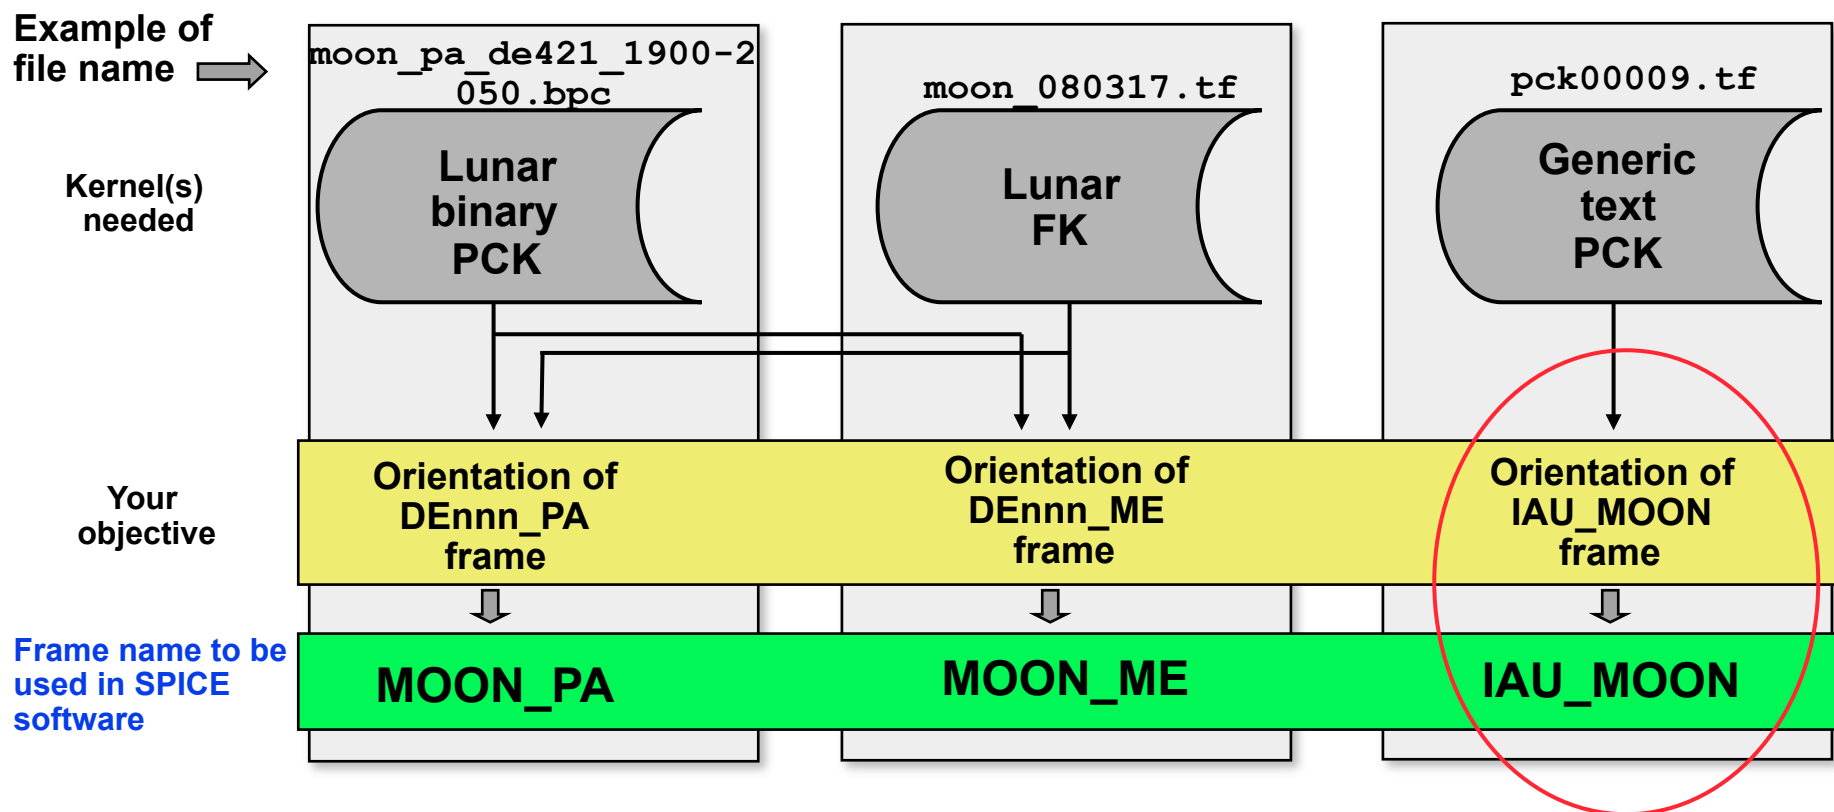 Example of
file name
moon_pa_de421_1900-2
050.bpc
moon_080317.tf
pck00009.tf
Kernel(s)
needed
Lunar
binary
PCK
Lunar
FK
Generic
text
PCK
Your
objective
Orientation of
DEnnn_PA
frame
Orientation of
DEnnn_ME
frame
Orientation of
IAU_MOON
frame
Frame name to be
used in SPICE
software
MOON_PA
MOON_ME
IAU_MOON